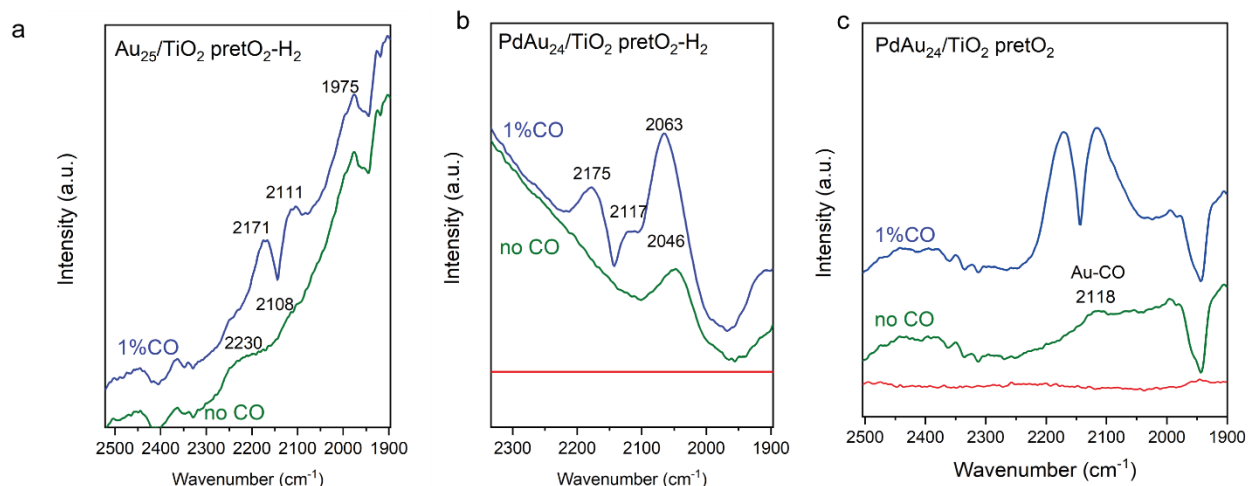 a
Au₂₅/TiO₂ pretO₂-H₂
1975
1%CO
2111
2171
2108
2230
no CO
Intensity (a.u.)
2500 2400 2300 2200 2100 2000 1900
Wavenumber (cm⁻¹)
b
PdAu₂₄/TiO₂ pretO₂-H₂
1%CO
2063
2175
2117
2046
no CO
Intensity (a.u.)
2300 2200 2100 2000 1900
Wavenumber (cm⁻¹)
c
PdAu₂₄/TiO₂ pretO₂
1%CO
Au-CO
2118
no CO
Intensity (a.u.)
2500 2400 2300 2200 2100 2000 1900
Wavenumber (cm⁻¹)